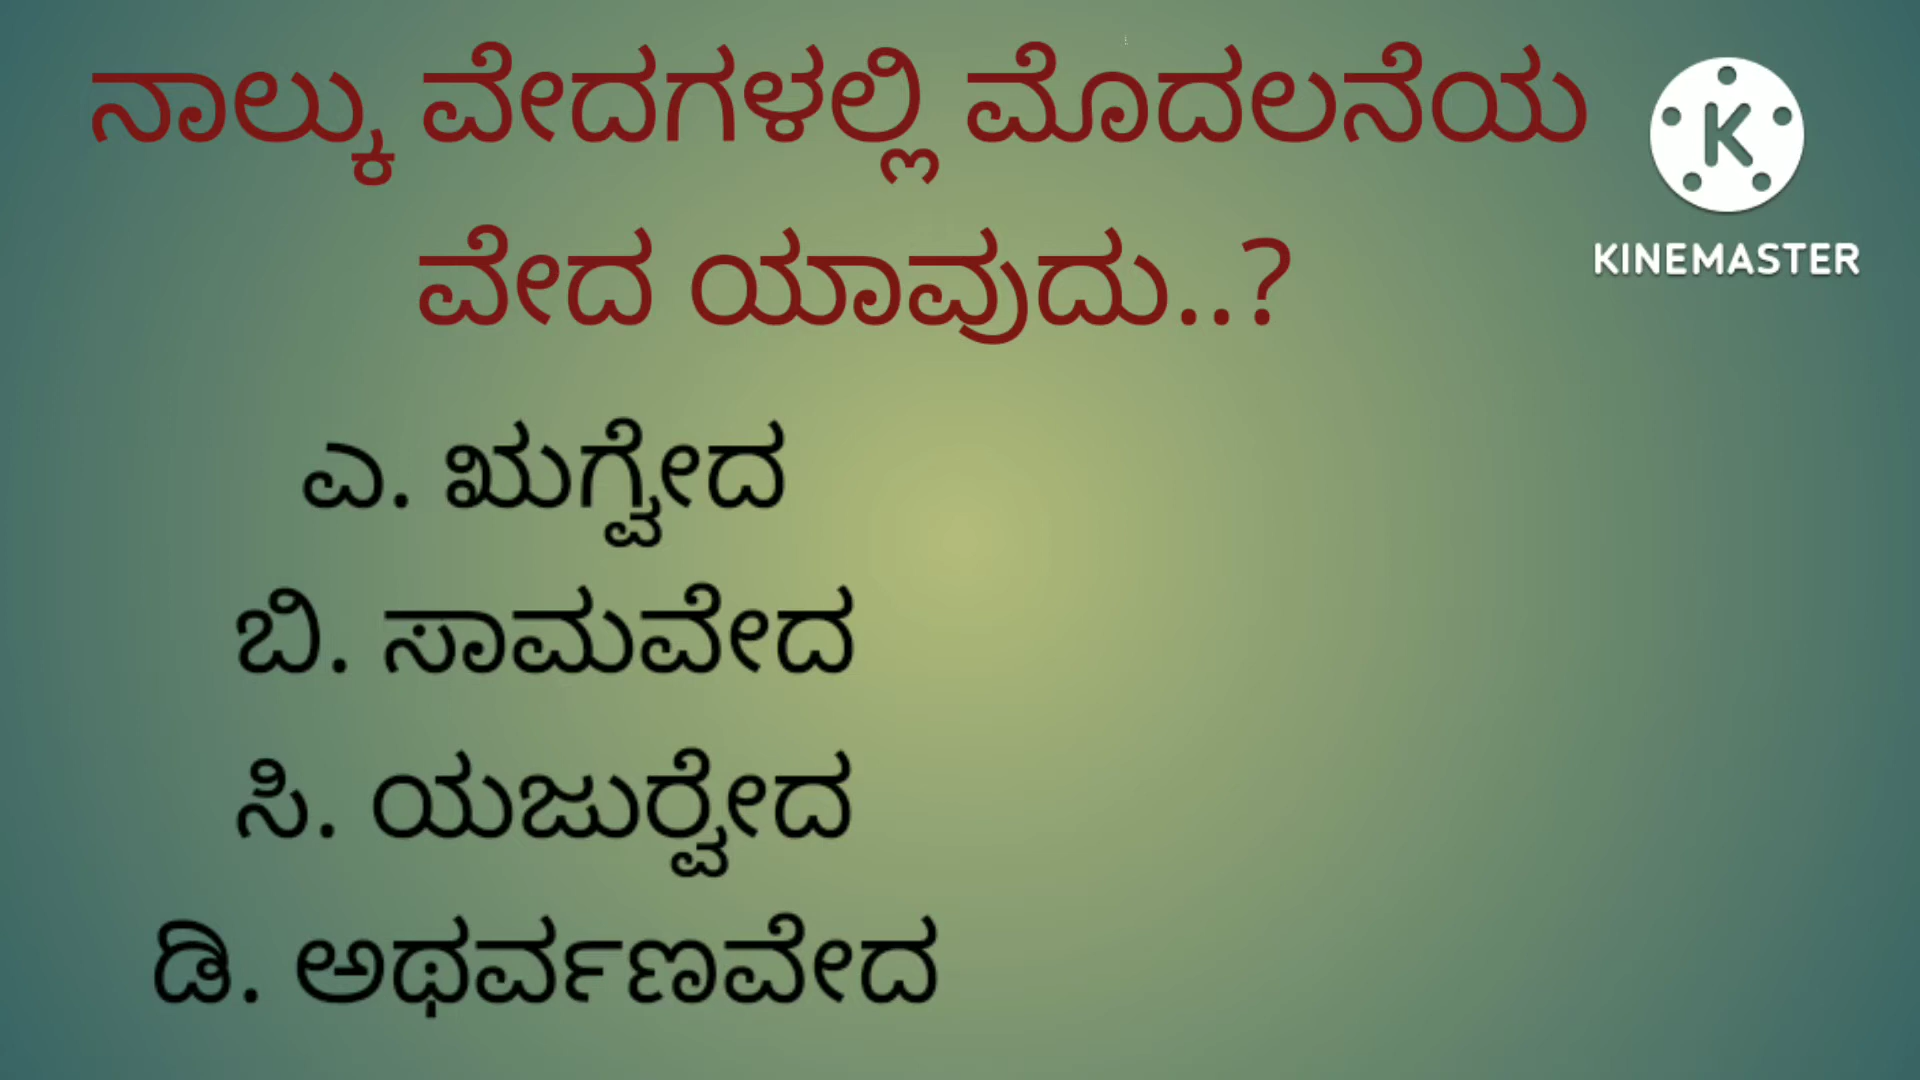 ನಾಲ್ಕು ವೇದಗಳಲ್ಲಿ ಮೊದಲನೆಯ
ವೇದ ಯಾವುದು..?
K
KINEMASTER
ಎ. ಋಗ್ವೇದ
ಬಿ. ಸಾಮವೇದ
ಸಿ. ಯಜುರ‍್ವೇದ
ಡಿ. ಅಥರ್ವಣವೇದ